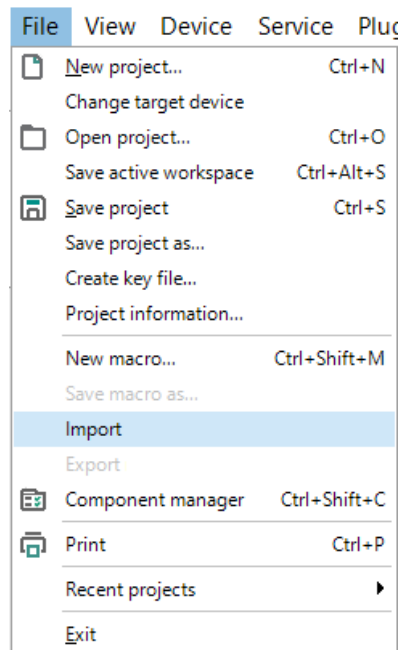 File View Device Service
New project... Ctrl+N
Change target device
Open project... Ctrl+O
Save active workspace Ctrl+Alt+S
Save project Ctrl+S
Save project as...
Create key file...
Project information...
New macro... Ctrl+Shift+M
Save macro as...
Import
Export
Component manager Ctrl+Shift+C
Print Ctrl+P
Recent projects
Exit